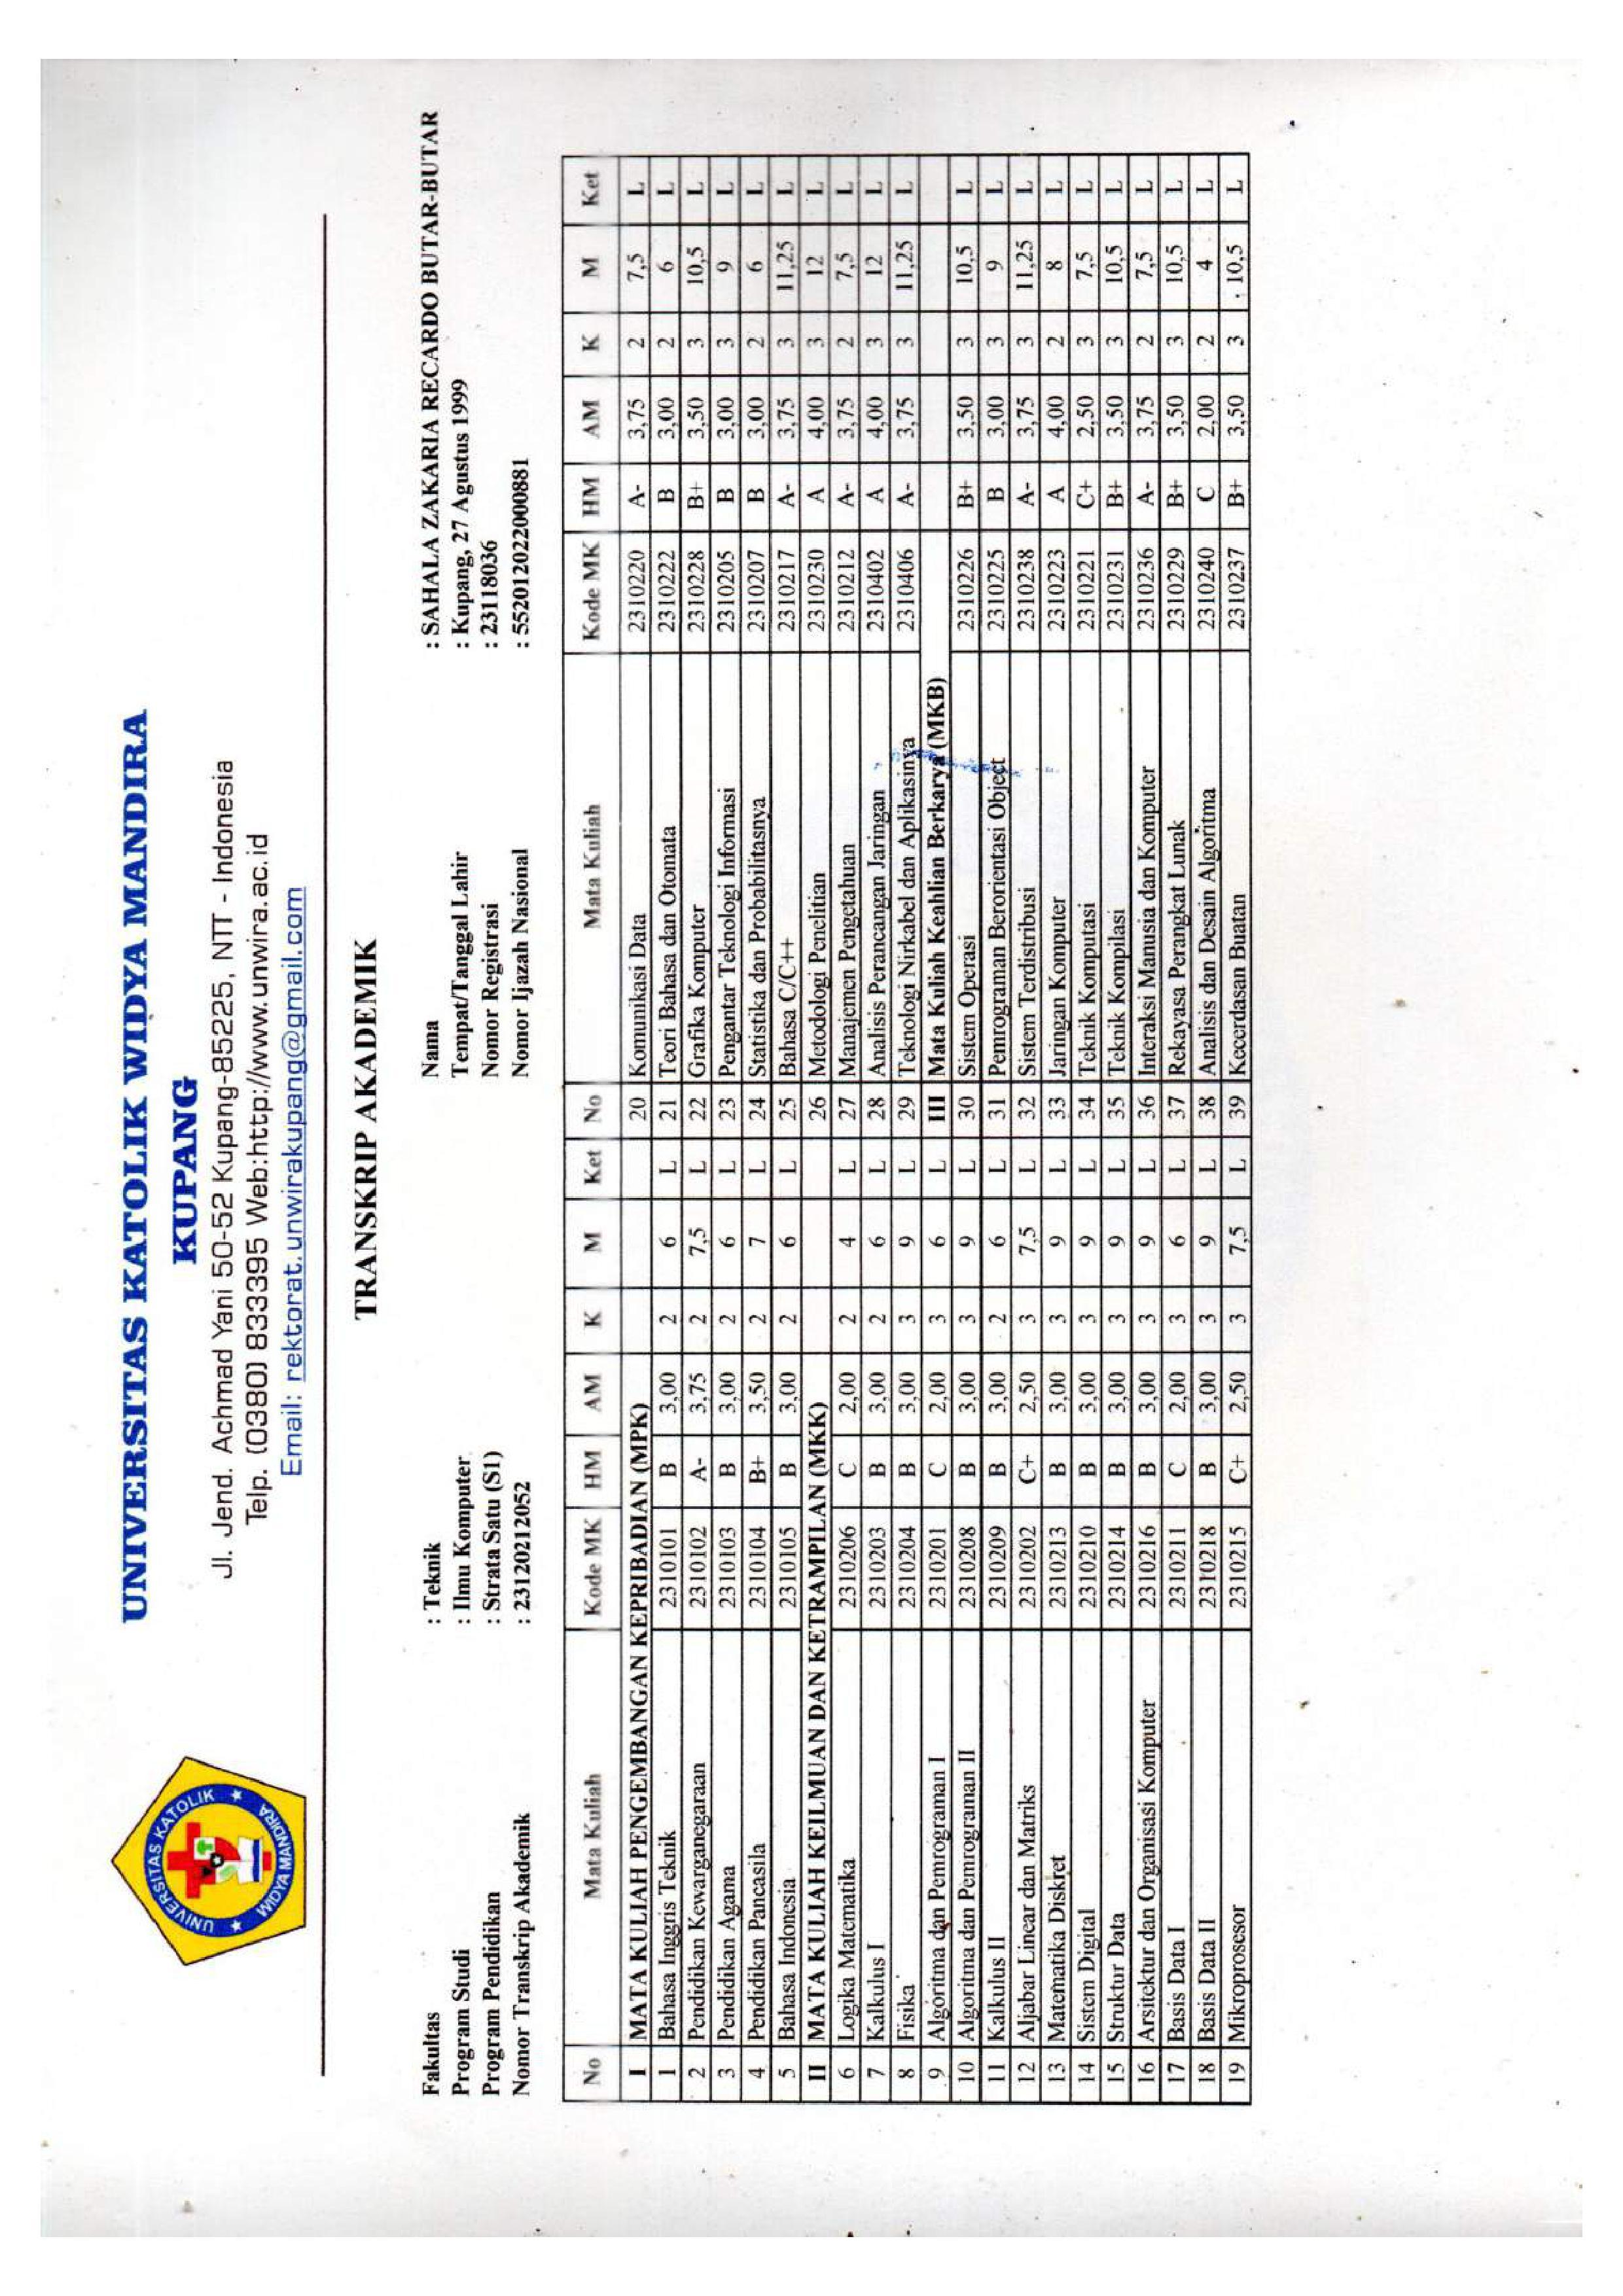 UNIVERSITAS KATOLIK WIDYA MANDIRA
KUPANG
Jl. Jend. Achmad Yani 50-52 Kupang-85225, NTT - Indonesia
Telp. (0380) 833395 Web:http://www.unwira.ac.id
Email: rektorat.unwirakupang@gmail.com
UNIVERSITAS KATOLIK WIDYA MANDIRA
TRANSKRIP AKADEMIK
Fakultas : Teknik Nama : SAHALA ZAKARIA RECARDO BUTAR-BUTAR
Program Studi : Ilmu Komputer Tempat/Tanggal Lahir : Kupang, 27 Agustus 1999
Program Pendidikan : Strata Satu (S1) Nomor Registrasi : 23118036
Nomor Transkrip Akademik : 23120212052 Nomor Ijazah Nasional : 552012022000881
No Mata Kuliah Kode MK HM AM K M Ket No Mata Kuliah Kode MK HM AM K M Ket
I MATA KULIAH PENGEMBANGAN KEPRIBADIAN (MPK) 20 Komunikasi Data 2310220 A- 3,75 2 7,5 L
1 Bahasa Inggris Teknik 2310101 B 3,00 2 6 L 21 Teori Bahasa dan Otomata 2310222 B 3,00 2 6 L
2 Pendidikan Kewarganegaraan 2310102 A- 3,75 2 7,5 L 22 Grafika Komputer 2310228 B+ 3,50 3 10,5 L
3 Pendidikan Agama 2310103 B 3,00 2 6 L 23 Pengantar Teknologi Informasi 2310205 B 3,00 3 9 L
4 Pendidikan Pancasila 2310104 B+ 3,50 2 7 L 24 Statistika dan Probabilitasnya 2310207 B 3,00 2 6 L
5 Bahasa Indonesia 2310105 B 3,00 2 6 L 25 Bahasa C/C++ 2310217 A- 3,75 3 11,25 L
II MATA KULIAH KEILMUAN DAN KETRAMPILAN (MKK) 26 Metodologi Penelitian 2310230 A 4,00 3 12 L
6 Logika Matematika 2310206 C 2,00 2 4 L 27 Manajemen Pengetahuan 2310212 A- 3,75 2 7,5 L
7 Kalkulus I 2310203 B 3,00 2 6 L 28 Analisis Perancangan Jaringan 2310402 A 4,00 3 12 L
8 Fisika 2310204 B 3,00 3 9 L 29 Teknologi Nirkabel dan Aplikasinya 2310406 A- 3,75 3 11,25 L
9 Algoritma dan Pemrograman I 2310201 C 2,00 3 6 L III Mata Kuliah Keahlian Berkarya (MKB)
10 Algoritma dan Pemrograman II 2310208 B 3,00 3 9 L 30 Sistem Operasi 2310226 B+ 3,50 3 10,5 L
11 Kalkulus II 2310209 B 3,00 2 6 L 31 Pemrograman Berorientasi Object 2310225 B 3,00 3 9 L
12 Aljabar Linear dan Matriks 2310202 C+ 2,50 3 7,5 L 32 Sistem Terdistribusi 2310238 A- 3,75 3 11,25 L
13 Matematika Diskret 2310213 B 3,00 3 9 L 33 Jaringan Komputer 2310223 A 4,00 2 8 L
14 Sistem Digital 2310210 B 3,00 3 9 L 34 Teknik Komputasi 2310221 C+ 2,50 3 7,5 L
15 Struktur Data 2310214 B 3,00 3 9 L 35 Teknik Kompilasi 2310231 B+ 3,50 3 10,5 L
16 Arsitektur dan Organisasi Komputer 2310216 B 3,00 3 9 L 36 Interaksi Manusia dan Komputer 2310236 A- 3,75 2 7,5 L
17 Basis Data I 2310211 C 2,00 3 6 L 37 Rekayasa Perangkat Lunak 2310229 B+ 3,50 3 10,5 L
18 Basis Data II 2310218 B 3,00 3 9 L 38 Analisis dan Desain Algoritma 2310240 C 2,00 2 4 L
19 Mikroprosesor 2310215 C+ 2,50 3 7,5 L 39 Kecerdasan Buatan 2310237 B+ 3,50 3 10,5 L